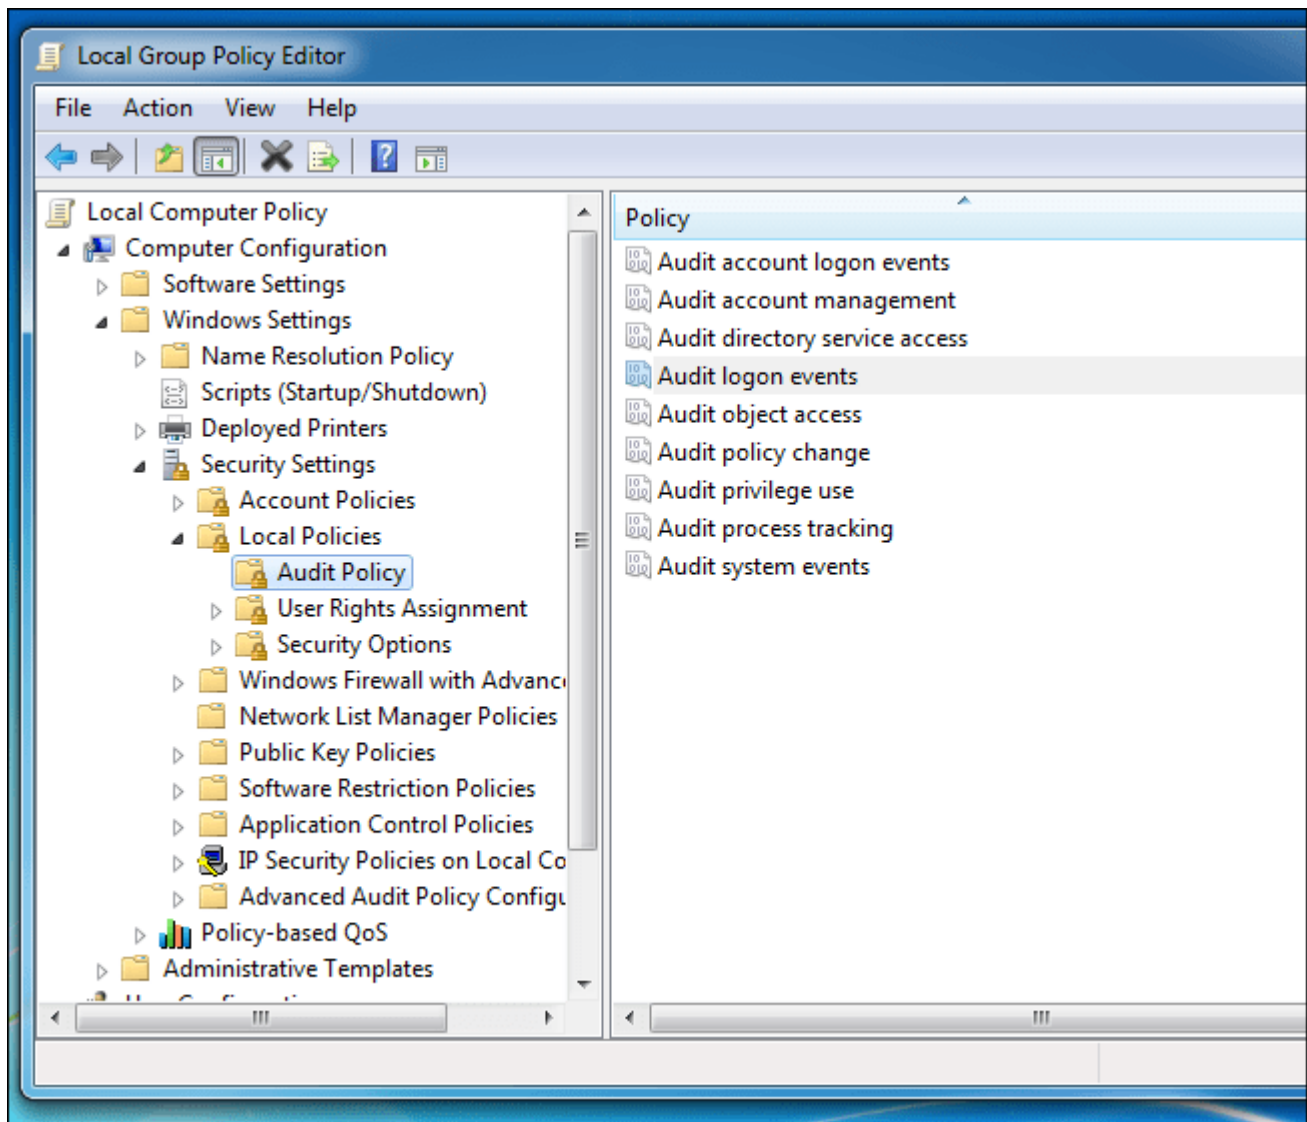 Local Group Policy Editor
File Action View Help
Local Computer Policy
Computer Configuration
Software Settings
Windows Settings
Name Resolution Policy
Scripts (Startup/Shutdown)
Deployed Printers
Security Settings
Account Policies
Local Policies
Audit Policy
User Rights Assignment
Security Options
Windows Firewall with Advanc
Network List Manager Policies
Public Key Policies
Software Restriction Policies
Application Control Policies
IP Security Policies on Local Co
Advanced Audit Policy Configu
Policy-based QoS
Administrative Templates
Policy
Audit account logon events
Audit account management
Audit directory service access
Audit logon events
Audit object access
Audit policy change
Audit privilege use
Audit process tracking
Audit system events